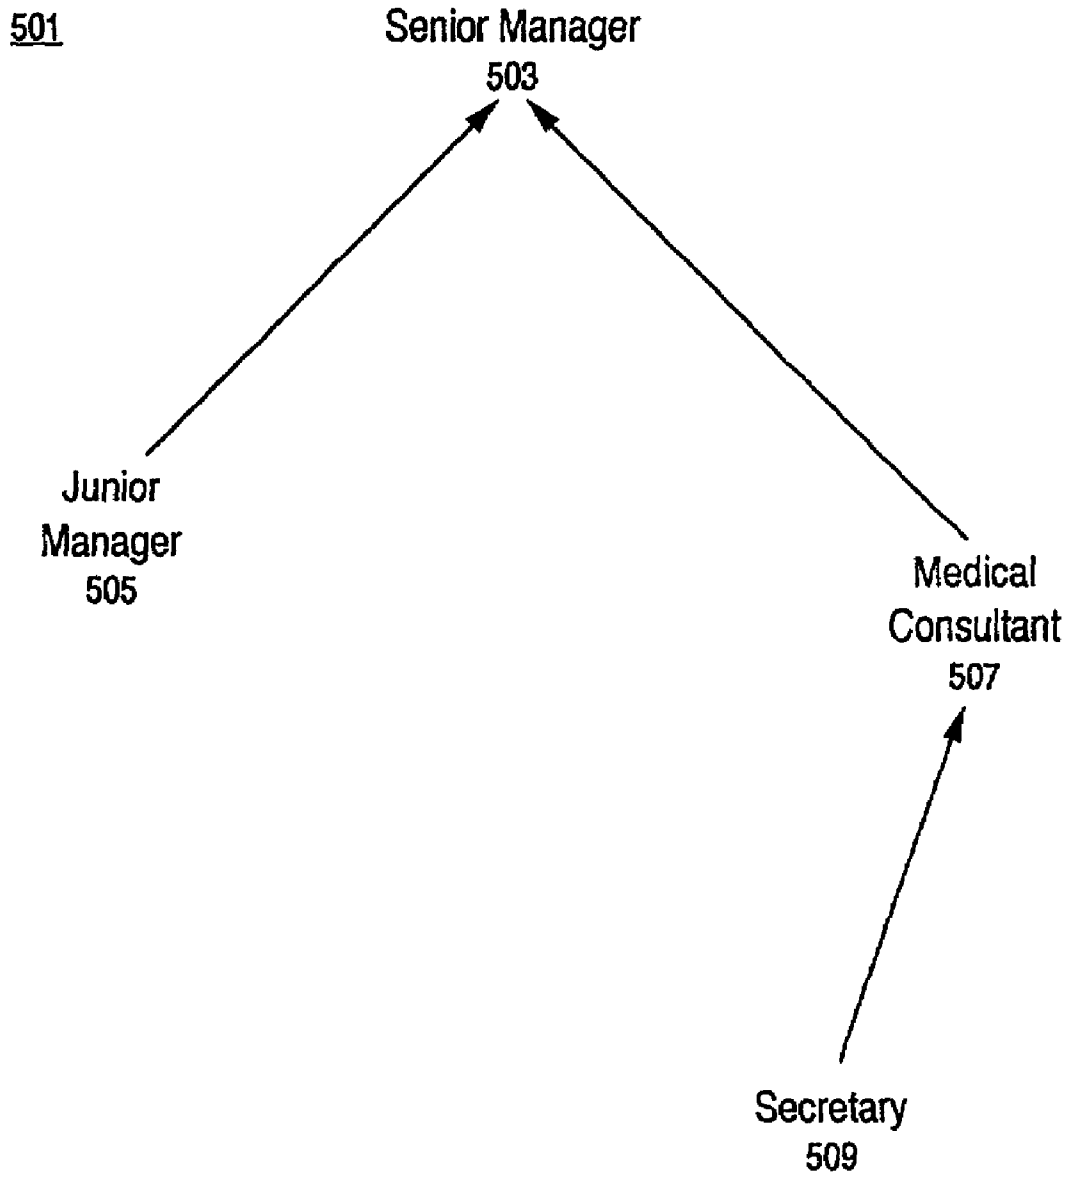 501
Senior Manager
503
Junior
Manager
505
Medical
Consultant
507
Secretary
509